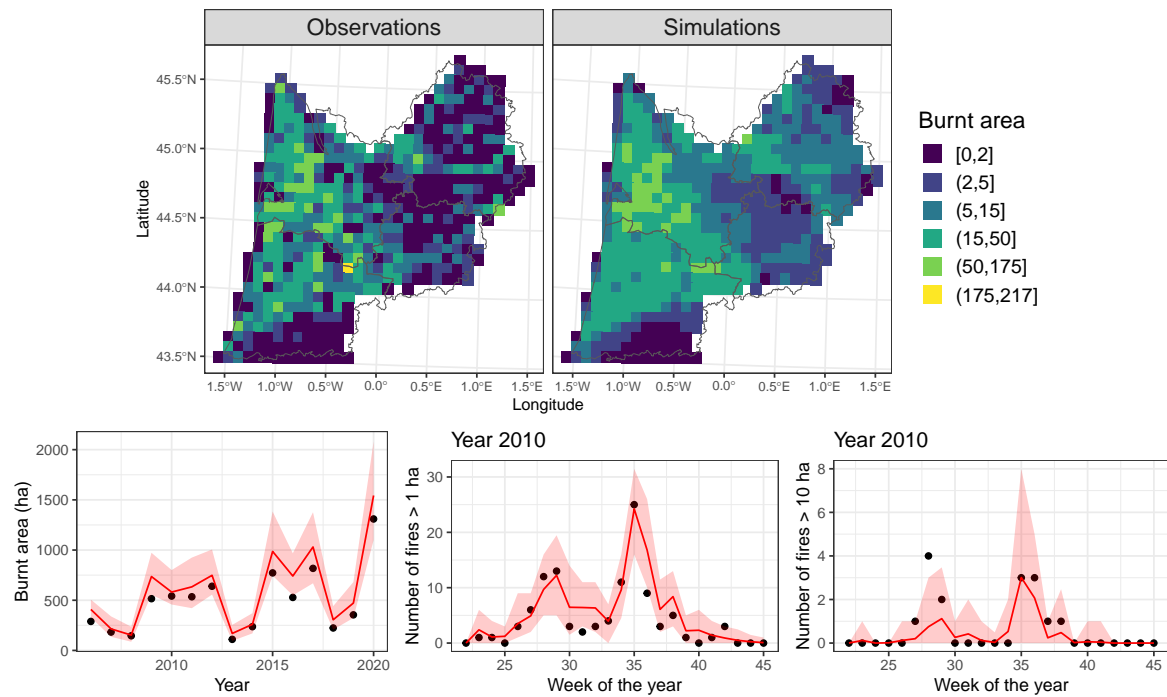 Observations
Simulations
45.5°N
45.0°N
44.5°N
44.0°N
43.5°N
Latitude
1.5°W 1.0°W 0.5°W 0.0° 0.5°E 1.0°E 1.5°E
1.5°W 1.0°W 0.5°W 0.0° 0.5°E 1.0°E 1.5°E
Longitude
Burnt area
[0,2]
(2,5]
(5,15]
(15,50]
(50,175]
(175,217]
2000
1500
1000
500
0
Burnt area (ha)
2010 2015 2020
Year
Year 2010
30
20
10
0
Number of fires > 1 ha
25 30 35 40 45
Week of the year
Year 2010
8
6
4
2
0
Number of fires > 10 ha
25 30 35 40 45
Week of the year